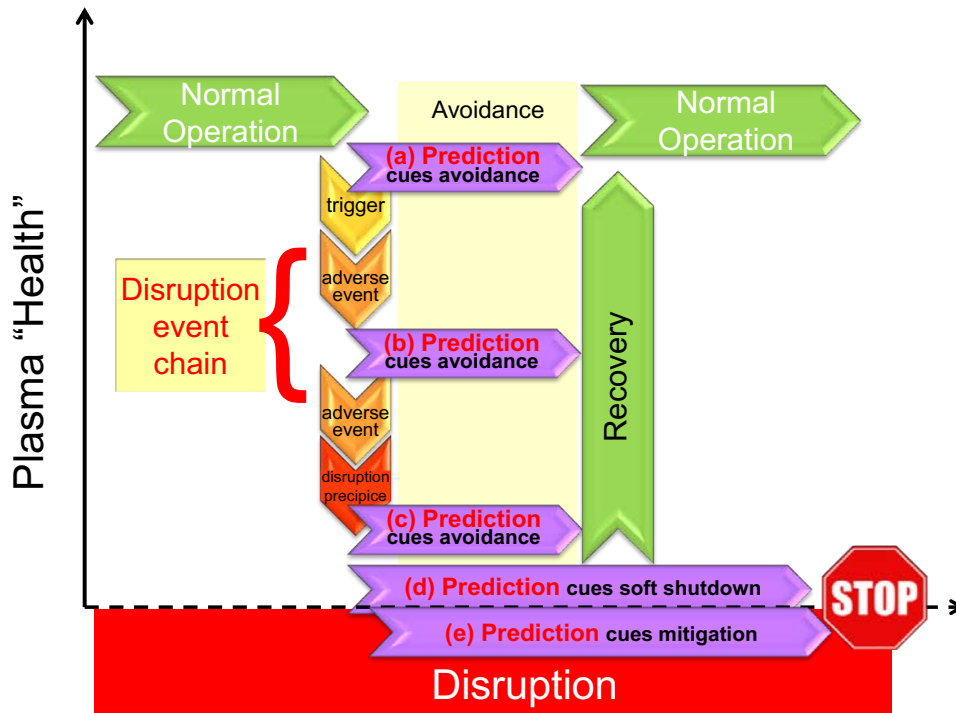 Plasma “Health”
Normal
Operation
Avoidance
Normal
Operation
(a) Prediction
cues avoidance
trigger
adverse
event
Disruption
event
chain
{
(b) Prediction
cues avoidance
Recovery
adverse
event
disruption
precipice
(c) Prediction
cues avoidance
(d) Prediction cues soft shutdown
STOP
(e) Prediction cues mitigation
Disruption